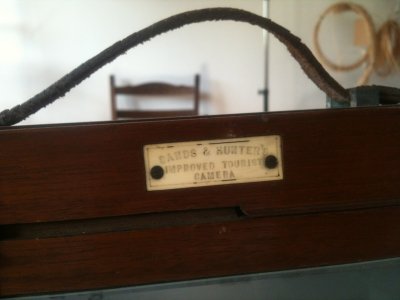 SANDS & HUNTER'S
IMPROVED TOURIST
CAMERA